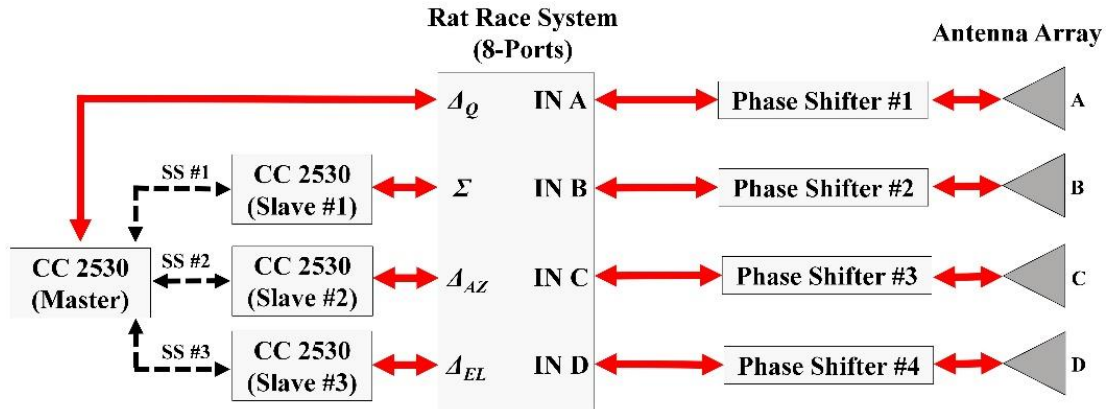 Rat Race System
(8-Ports)
Antenna Array
Δ_Q
IN A
Phase Shifter #1
A
SS #1
CC 2530
(Slave #1)
Σ
IN B
Phase Shifter #2
B
CC 2530
(Master)
SS #2
CC 2530
(Slave #2)
Δ_AZ
IN C
Phase Shifter #3
C
SS #3
CC 2530
(Slave #3)
Δ_EL
IN D
Phase Shifter #4
D